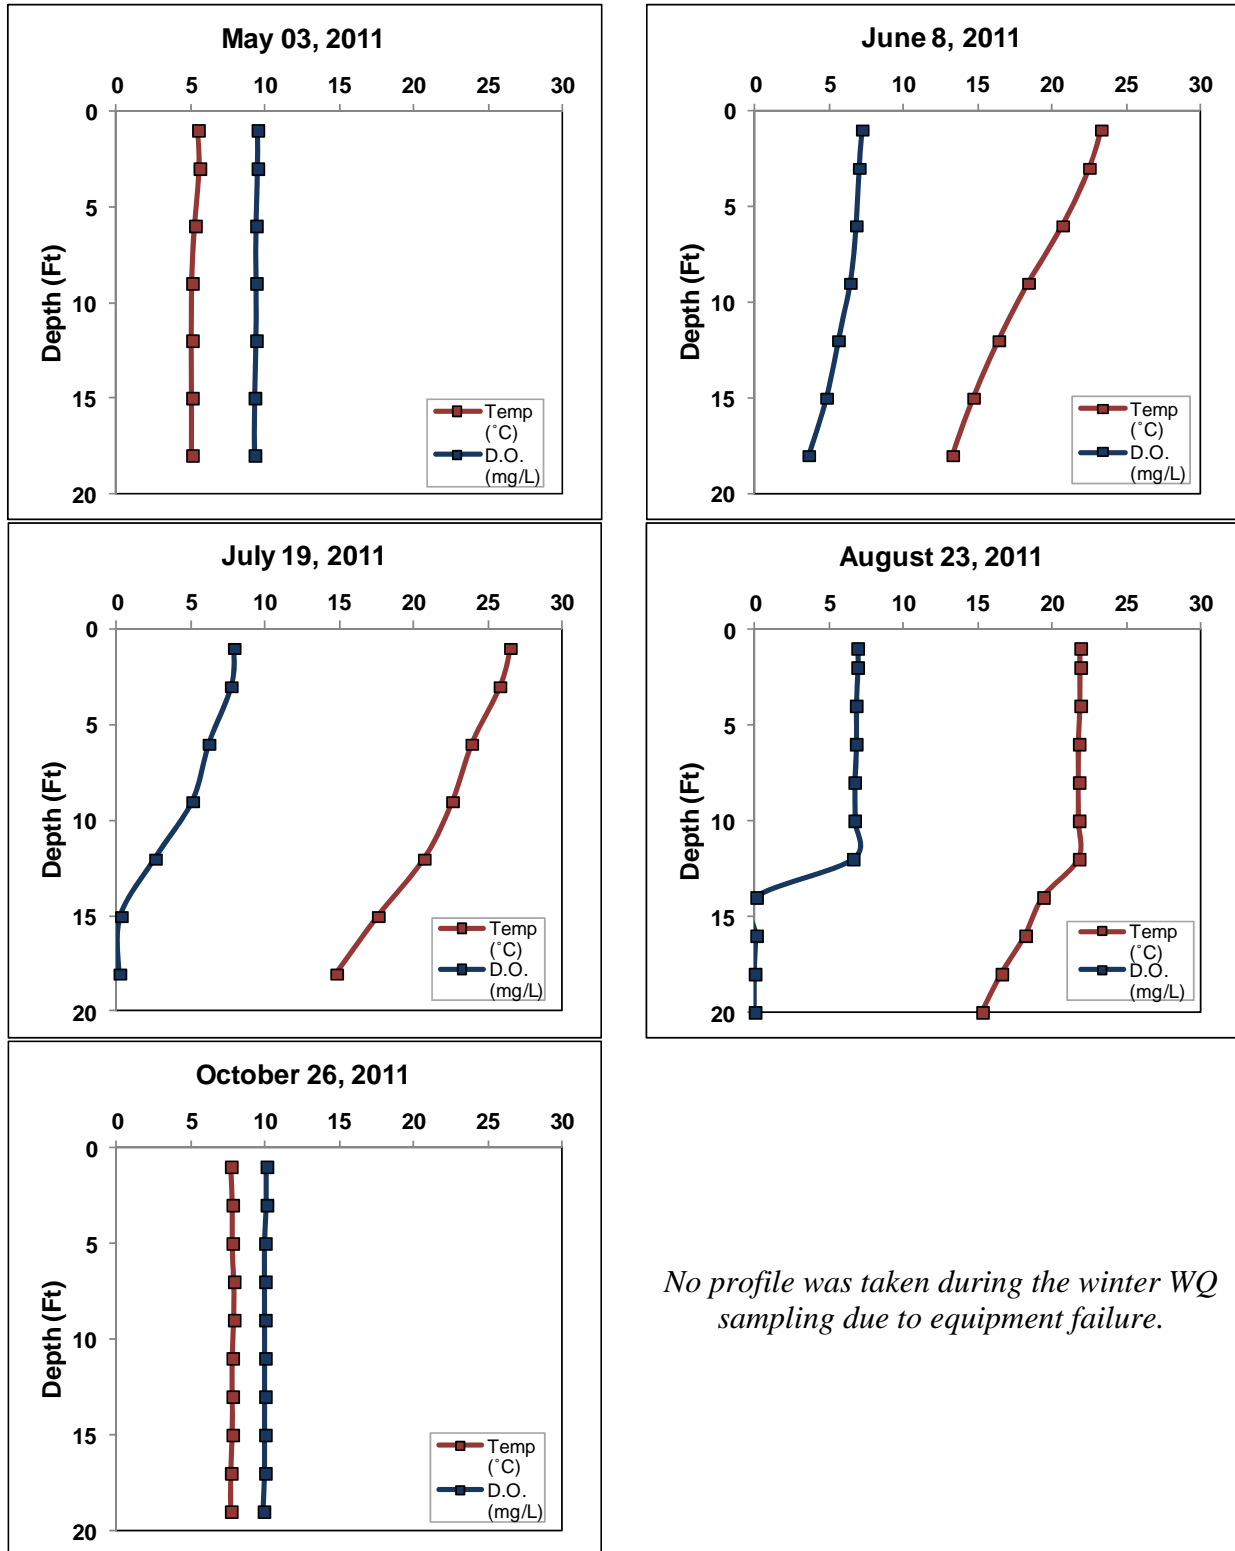 May 03, 2011
0 5 10 15 20 25 30
0
5
10
15
20
Depth (Ft)
Temp
(˚C)
D.O.
(mg/L)
June 8, 2011
0 5 10 15 20 25 30
0
5
10
15
20
Depth (Ft)
Temp
(˚C)
D.O.
(mg/L)
July 19, 2011
0 5 10 15 20 25 30
0
5
10
15
20
Depth (Ft)
Temp
(˚C)
D.O.
(mg/L)
August 23, 2011
0 5 10 15 20 25 30
0
5
10
15
20
Depth (Ft)
Temp
(˚C)
D.O.
(mg/L)
October 26, 2011
0 5 10 15 20 25 30
0
5
10
15
20
Depth (Ft)
Temp
(˚C)
D.O.
(mg/L)
No profile was taken during the winter WQ
sampling due to equipment failure.